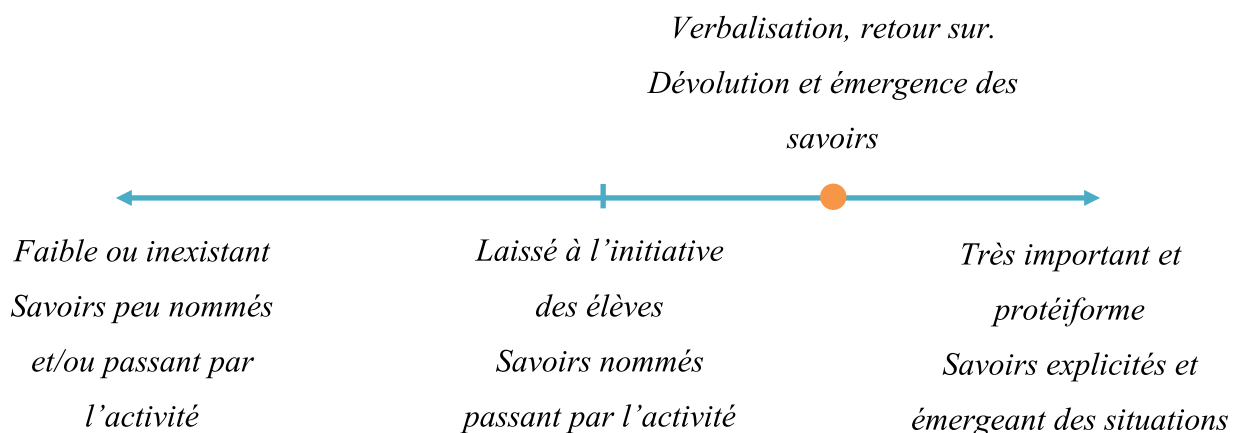 Verbalisation, retour sur.
Dévolution et émergence des
savoirs
Faible ou inexistant
Savoirs peu nommés
et/ou passant par
l’activité
Laissé à l’initiative
des élèves
Savoirs nommés
passant par l’activité
Très important et
protéiforme
Savoirs explicités et
émergeant des situations